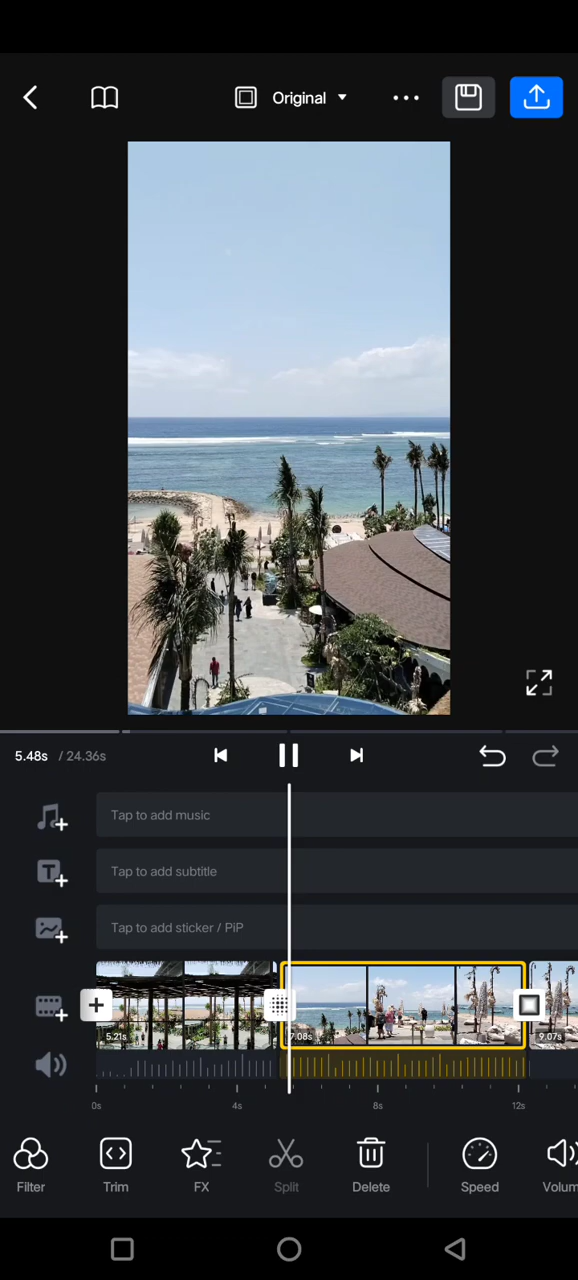 Original
5.48s / 24.36s
Tap to add music
Tap to add subtitle
Tap to add sticker / PiP
5.21s
7.08s
9.07s
0s 4s 8s 12s
Filter Trim FX Split Delete Speed Volum